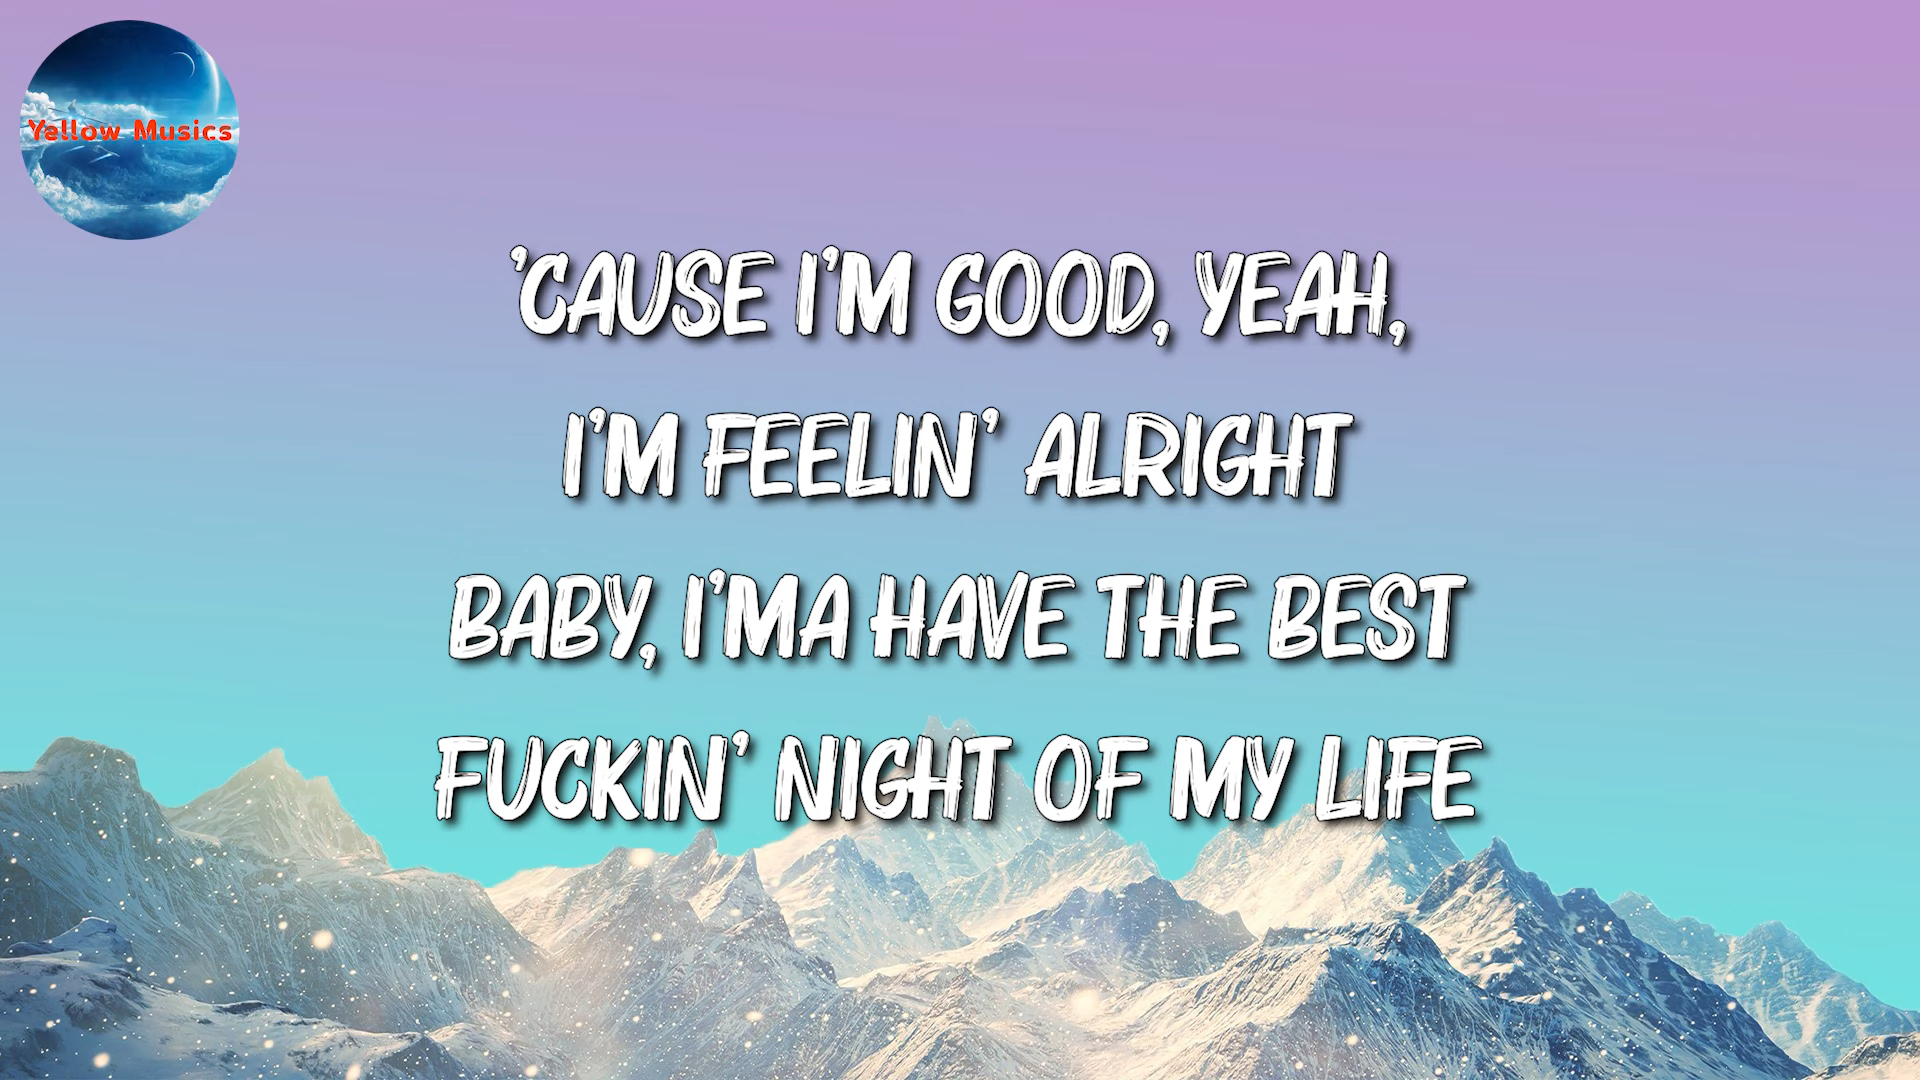 Yellow Musics
'CAUSE I'M GOOD, YEAH,
I'M FEELIN' ALRIGHT
BABY, I'MA HAVE THE BEST
FUCKIN' NIGHT OF MY LIFE